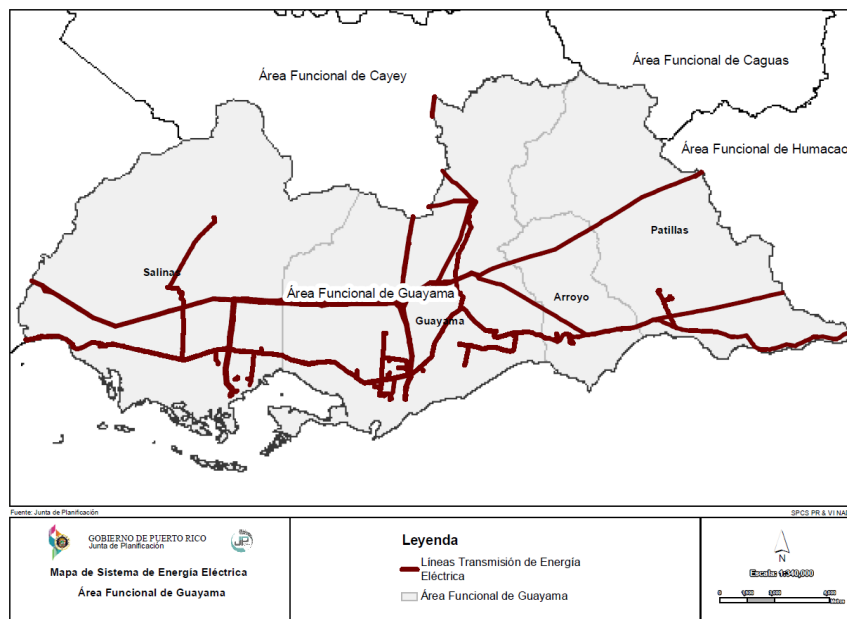 Área Funcional de Caguas
Área Funcional de Cayey
Área Funcional de Humacao
Patillas
Salinas
Área Funcional de Guayama
Arroyo
Guayama
Fuente: Junta de Planificación
SPCS PR & VI NAD
GOBIERNO DE PUERTO RICO
Junta de Planificación
JP
Mapa de Sistema de Energía Eléctrica
Área Funcional de Guayama
Leyenda
Líneas Transmisión de Energía
Eléctrica
Área Funcional de Guayama
N
Escala: 1:340,000
0